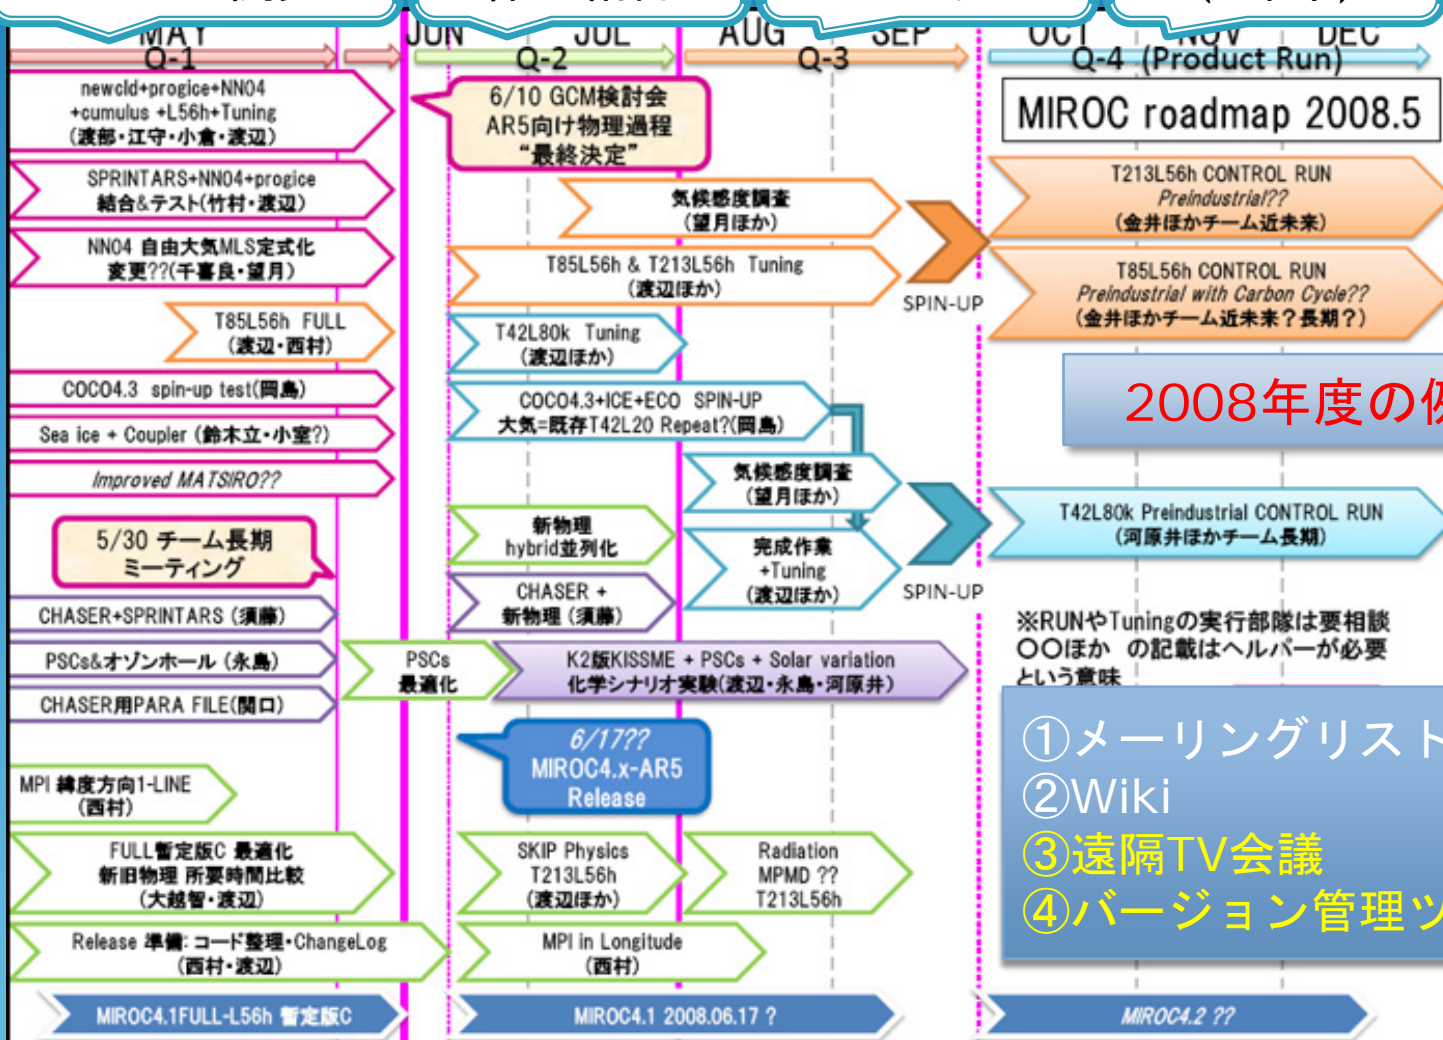 MAY
JUN
JUL
AUG
SEP
OCT
NOV
DEC
Q-1
Q-2
Q-3
Q-4 (Product Run)
MIROC roadmap 2008.5
newcld+progice+NN04
+cumulus +L56h+Tuning
(渡部・江守・小倉・渡辺)
6/10 GCM検討会
AR5向け物理過程
“最終決定”
SPRINTARS+NN04+progice
結合&テスト(竹村・渡辺)
気候感度調査
(望月ほか)
T213L56h CONTROL RUN
Preindustrial??
(金井ほかチーム近未来)
NN04 自由大気MLS定式化
変更??(千喜良・望月)
T85L56h & T213L56h Tuning
(渡辺ほか)
SPIN-UP
T85L56h CONTROL RUN
Preindustrial with Carbon Cycle??
(金井ほかチーム近未来？長期？)
T85L56h FULL
(渡辺・西村)
T42L80k Tuning
(渡辺ほか)
2008年度の
COCO4.3 spin-up test(岡島)
COCO4.3+ICE+ECO SPIN-UP
大気=既存T42L20 Repeat?(岡島)
Sea ice + Coupler (鈴木立・小室?)
Improved MATSIRO??
気候感度調査
(望月ほか)
5/30 チーム長期
ミーティング
新物理
hybrid並列化
完成作業
+Tuning
(渡辺ほか)
SPIN-UP
T42L80k Preindustrial CONTROL RUN
(河原井ほかチーム長期)
CHASER+SPRINTARS (須藤)
CHASER +
新物理 (須藤)
※RUNやTuningの実行部隊は要相談
〇〇ほか の記載はヘルパーが必要
という意味
PSCs&オゾンホール (永島)
PSCs
最適化
K2版KISSME + PSCs + Solar variation
化学シナリオ実験(渡辺・永島・河原井)
CHASER用PARA FILE(関口)
6/17??
MIROC4.x-AR5
Release
①メーリングリスト
②Wiki
③遠隔TV会議
④バージョン管理ツ
MPI 緯度方向1-LINE
(西村)
FULL暫定版C 最適化
新旧物理 所要時間比較
(大越智・渡辺)
SKIP Physics
T213L56h
(渡辺ほか)
Radiation
MPMD ??
T213L56h
Release 準備: コード整理・ChangeLog
(西村・渡辺)
MPI in Longitude
(西村)
MIROC4.1FULL-L56h 暫定版C
MIROC4.1 2008.06.17 ?
MIROC4.2 ??